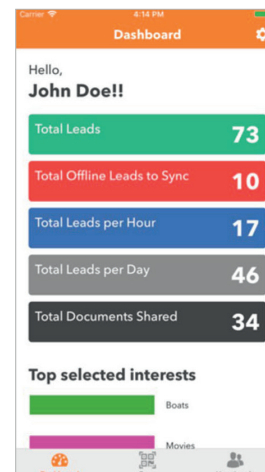 Carrier 4:14 PM
Dashboard
Hello,
John Doe!!
Total Leads 73
Total Offline Leads to Sync 10
Total Leads per Hour 17
Total Leads per Day 46
Total Documents Shared 34
Top selected interests
Boats
Movies